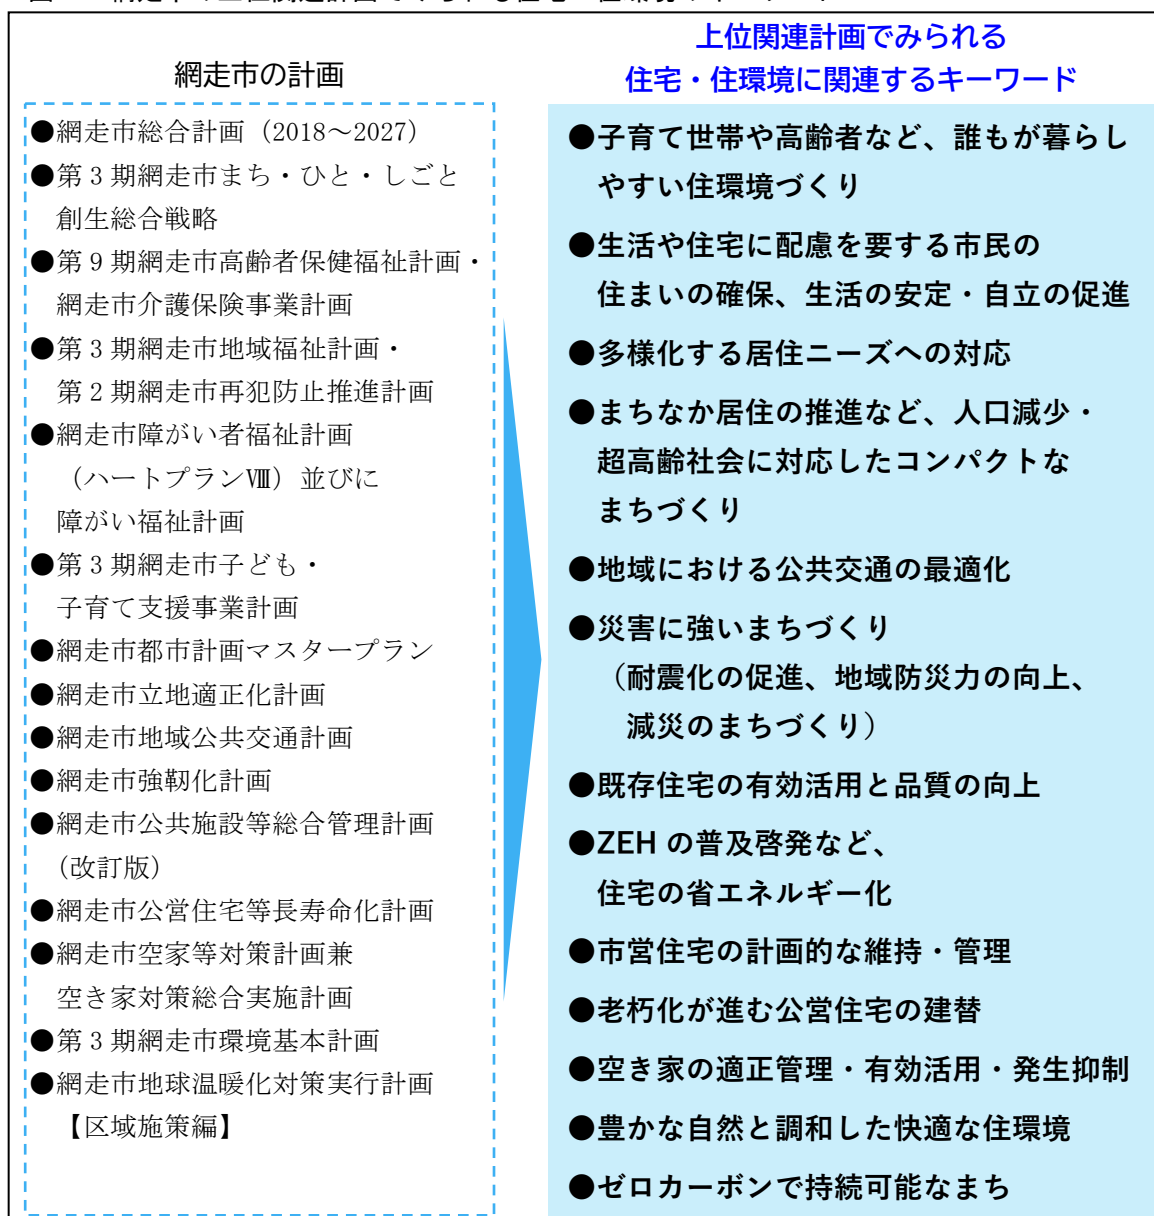 網走市の計画
●網走市総合計画（2018～2027）
●第３期網走市まち・ひと・しごと
創生総合戦略
●第９期網走市高齢者保健福祉計画・
網走市介護保険事業計画
●第３期網走市地域福祉計画・
第２期網走市再犯防止推進計画
●網走市障がい者福祉計画
（ハートプランⅧ）並びに
障がい福祉計画
●第３期網走市子ども・
子育て支援事業計画
●網走市都市計画マスタープラン
●網走市立地適正化計画
●網走市地域公共交通計画
●網走市強靭化計画
●網走市公共施設等総合管理計画
（改訂版）
●網走市公営住宅等長寿命化計画
●網走市空家等対策計画兼
空き家対策総合実施計画
●第３期網走市環境基本計画
●網走市地球温暖化対策実行計画
【区域施策編】
上位関連計画でみられる
住宅・住環境に関連するキーワード
●子育て世帯や高齢者など、誰もが暮らし
やすい住環境づくり
●生活や住宅に配慮を要する市民の
住まいの確保、生活の安定・自立の促進
●多様化する居住ニーズへの対応
●まちなか居住の推進など、人口減少・
超高齢社会に対応したコンパクトな
まちづくり
●地域における公共交通の最適化
●災害に強いまちづくり
（耐震化の促進、地域防災力の向上、
減災のまちづくり）
●既存住宅の有効活用と品質の向上
●ZEH の普及啓発など、
住宅の省エネルギー化
●市営住宅の計画的な維持・管理
●老朽化が進む公営住宅の建替
●空き家の適正管理・有効活用・発生抑制
●豊かな自然と調和した快適な住環境
●ゼロカーボンで持続可能なまち